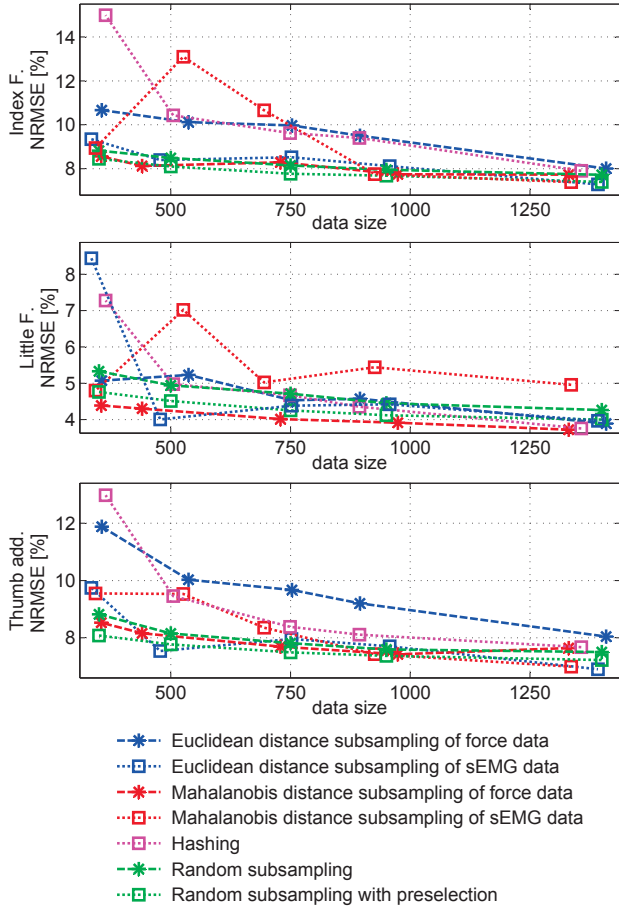 14
12
10
8
Index F.
NRMSE [%]
500
750
1000
1250
data size
8
7
6
5
4
Little F.
NRMSE [%]
500
750
1000
1250
data size
12
10
8
Thumb add.
NRMSE [%]
500
750
1000
1250
data size
Euclidean distance subsampling of force data
Euclidean distance subsampling of sEMG data
Mahalanobis distance subsampling of force data
Mahalanobis distance subsampling of sEMG data
Hashing
Random subsampling
Random subsampling with preselection